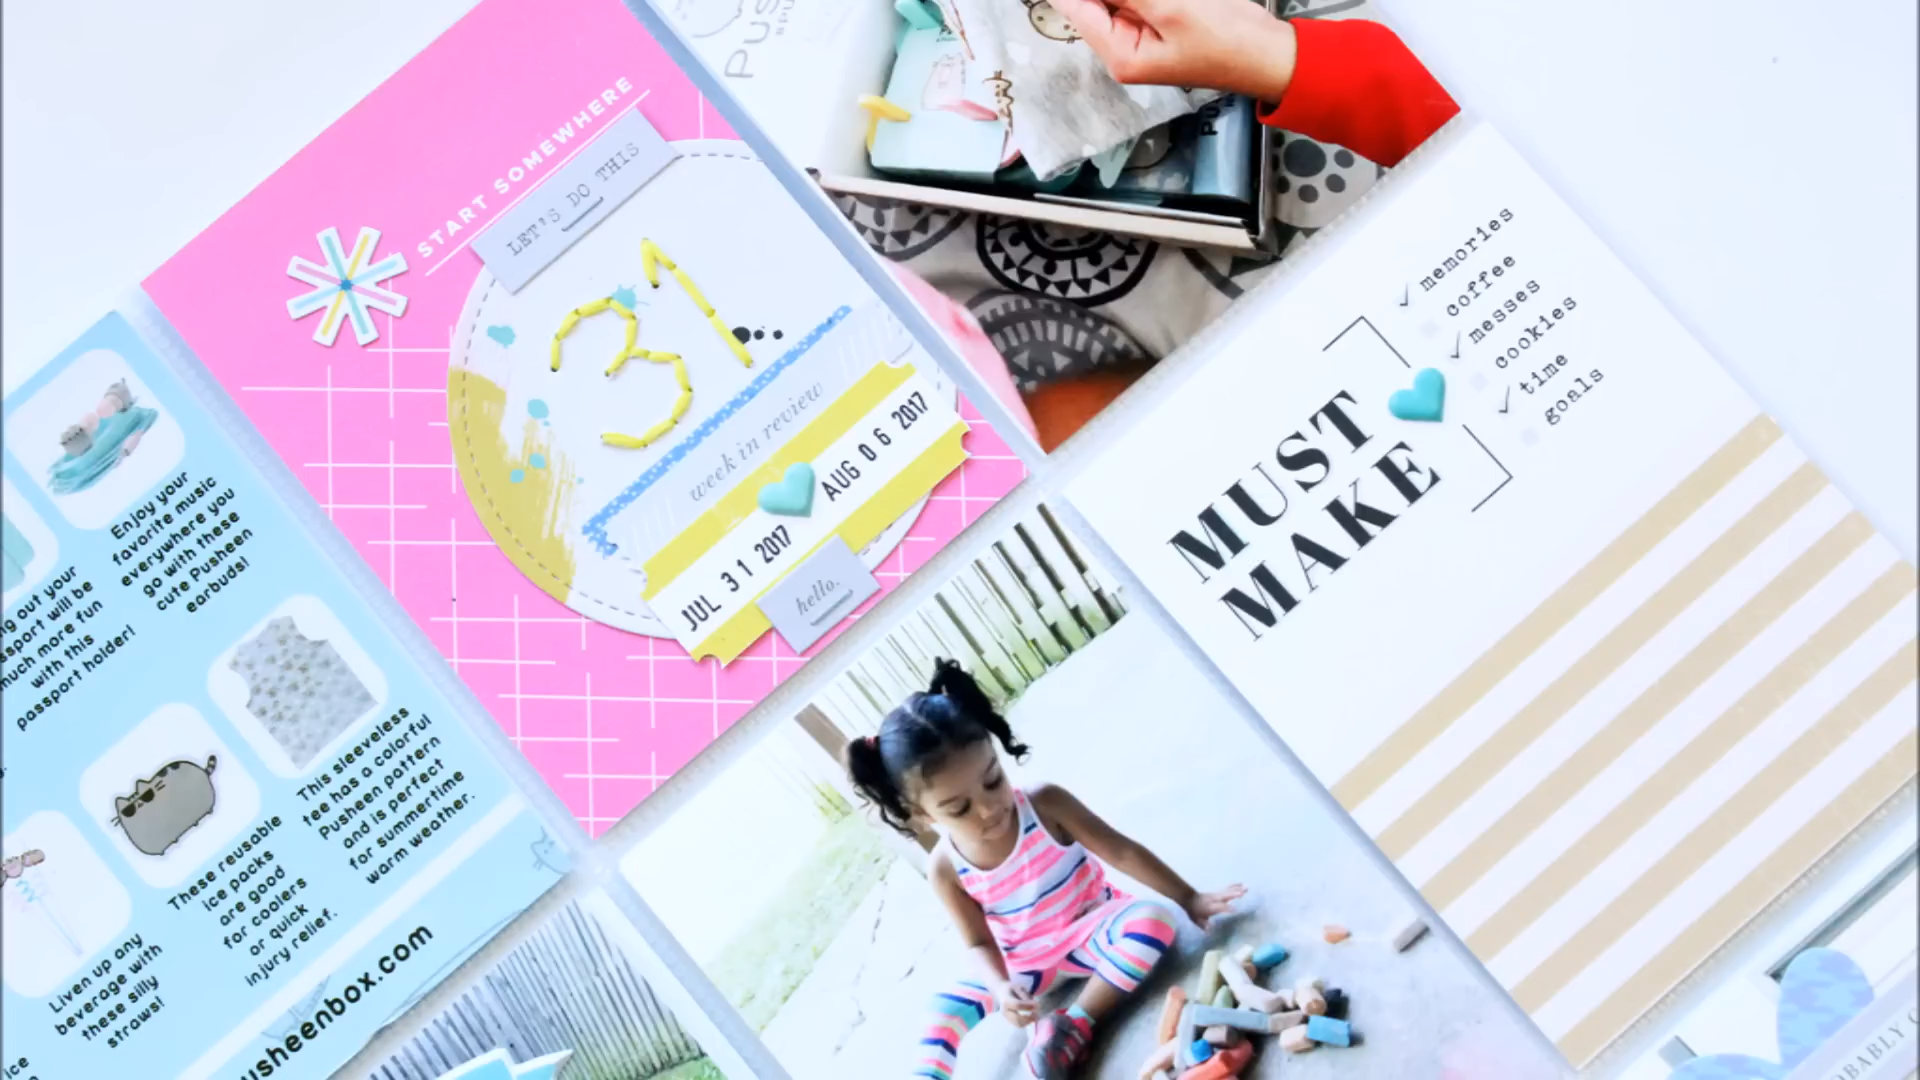 START SOMEWHERE
LET'S DO THIS
31
week in review
JUL 31 2017
AUG 06 2017
hello.
memories
coffee
messes
cookies
time
goals
MUST
MAKE
Enjoy your
favorite music
everywhere you
go with these
cute Pusheen
earbuds!
out your
will be
much more fun
with this
passport holder!
This sleeveless
tee has a colorful
Pusheen pattern
and is perfect
for summertime
warm weather.
These reusable
ice packs
are good
for coolers
or quick
injury relief.
Liven up any
beverage with
these silly
straws!
ice
usheenbox.com